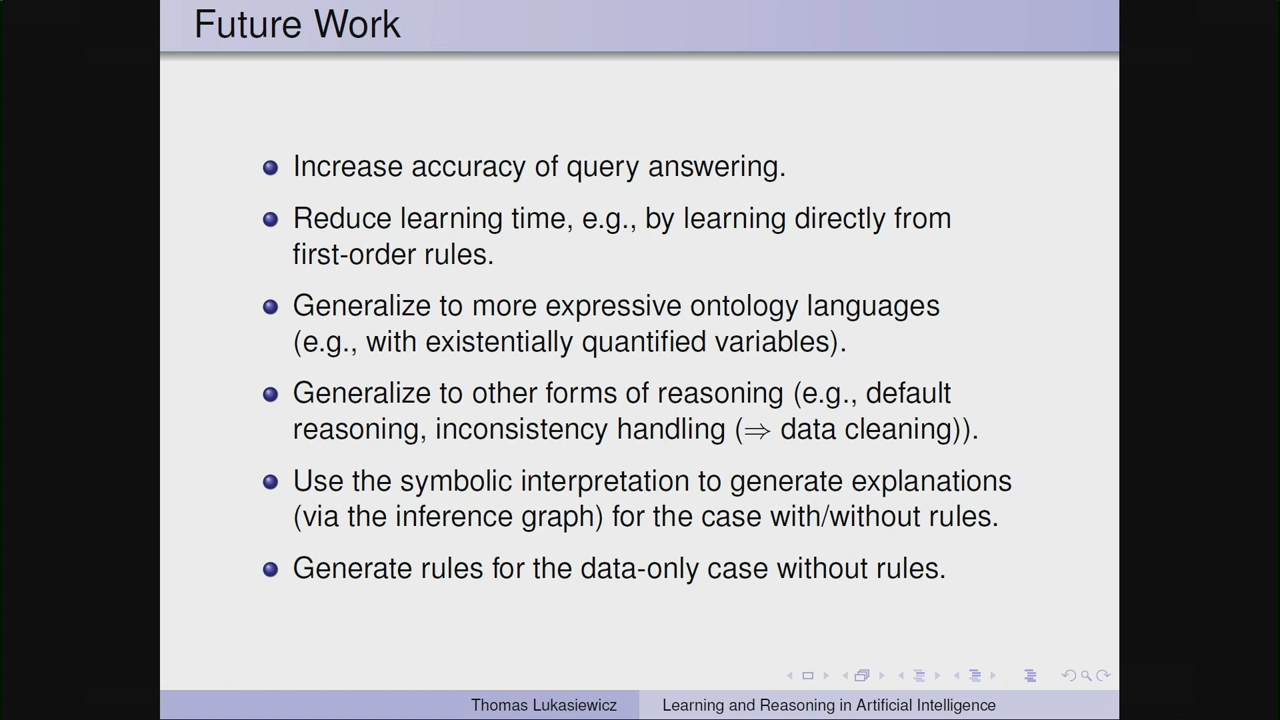 Future Work
Increase accuracy of query answering.
Reduce learning time, e.g., by learning directly from
first-order rules.
Generalize to more expressive ontology languages
(e.g., with existentially quantified variables).
Generalize to other forms of reasoning (e.g., default
reasoning, inconsistency handling (⇒ data cleaning)).
Use the symbolic interpretation to generate explanations
(via the inference graph) for the case with/without rules.
Generate rules for the data-only case without rules.
Thomas Lukasiewicz
Learning and Reasoning in Artificial Intelligence